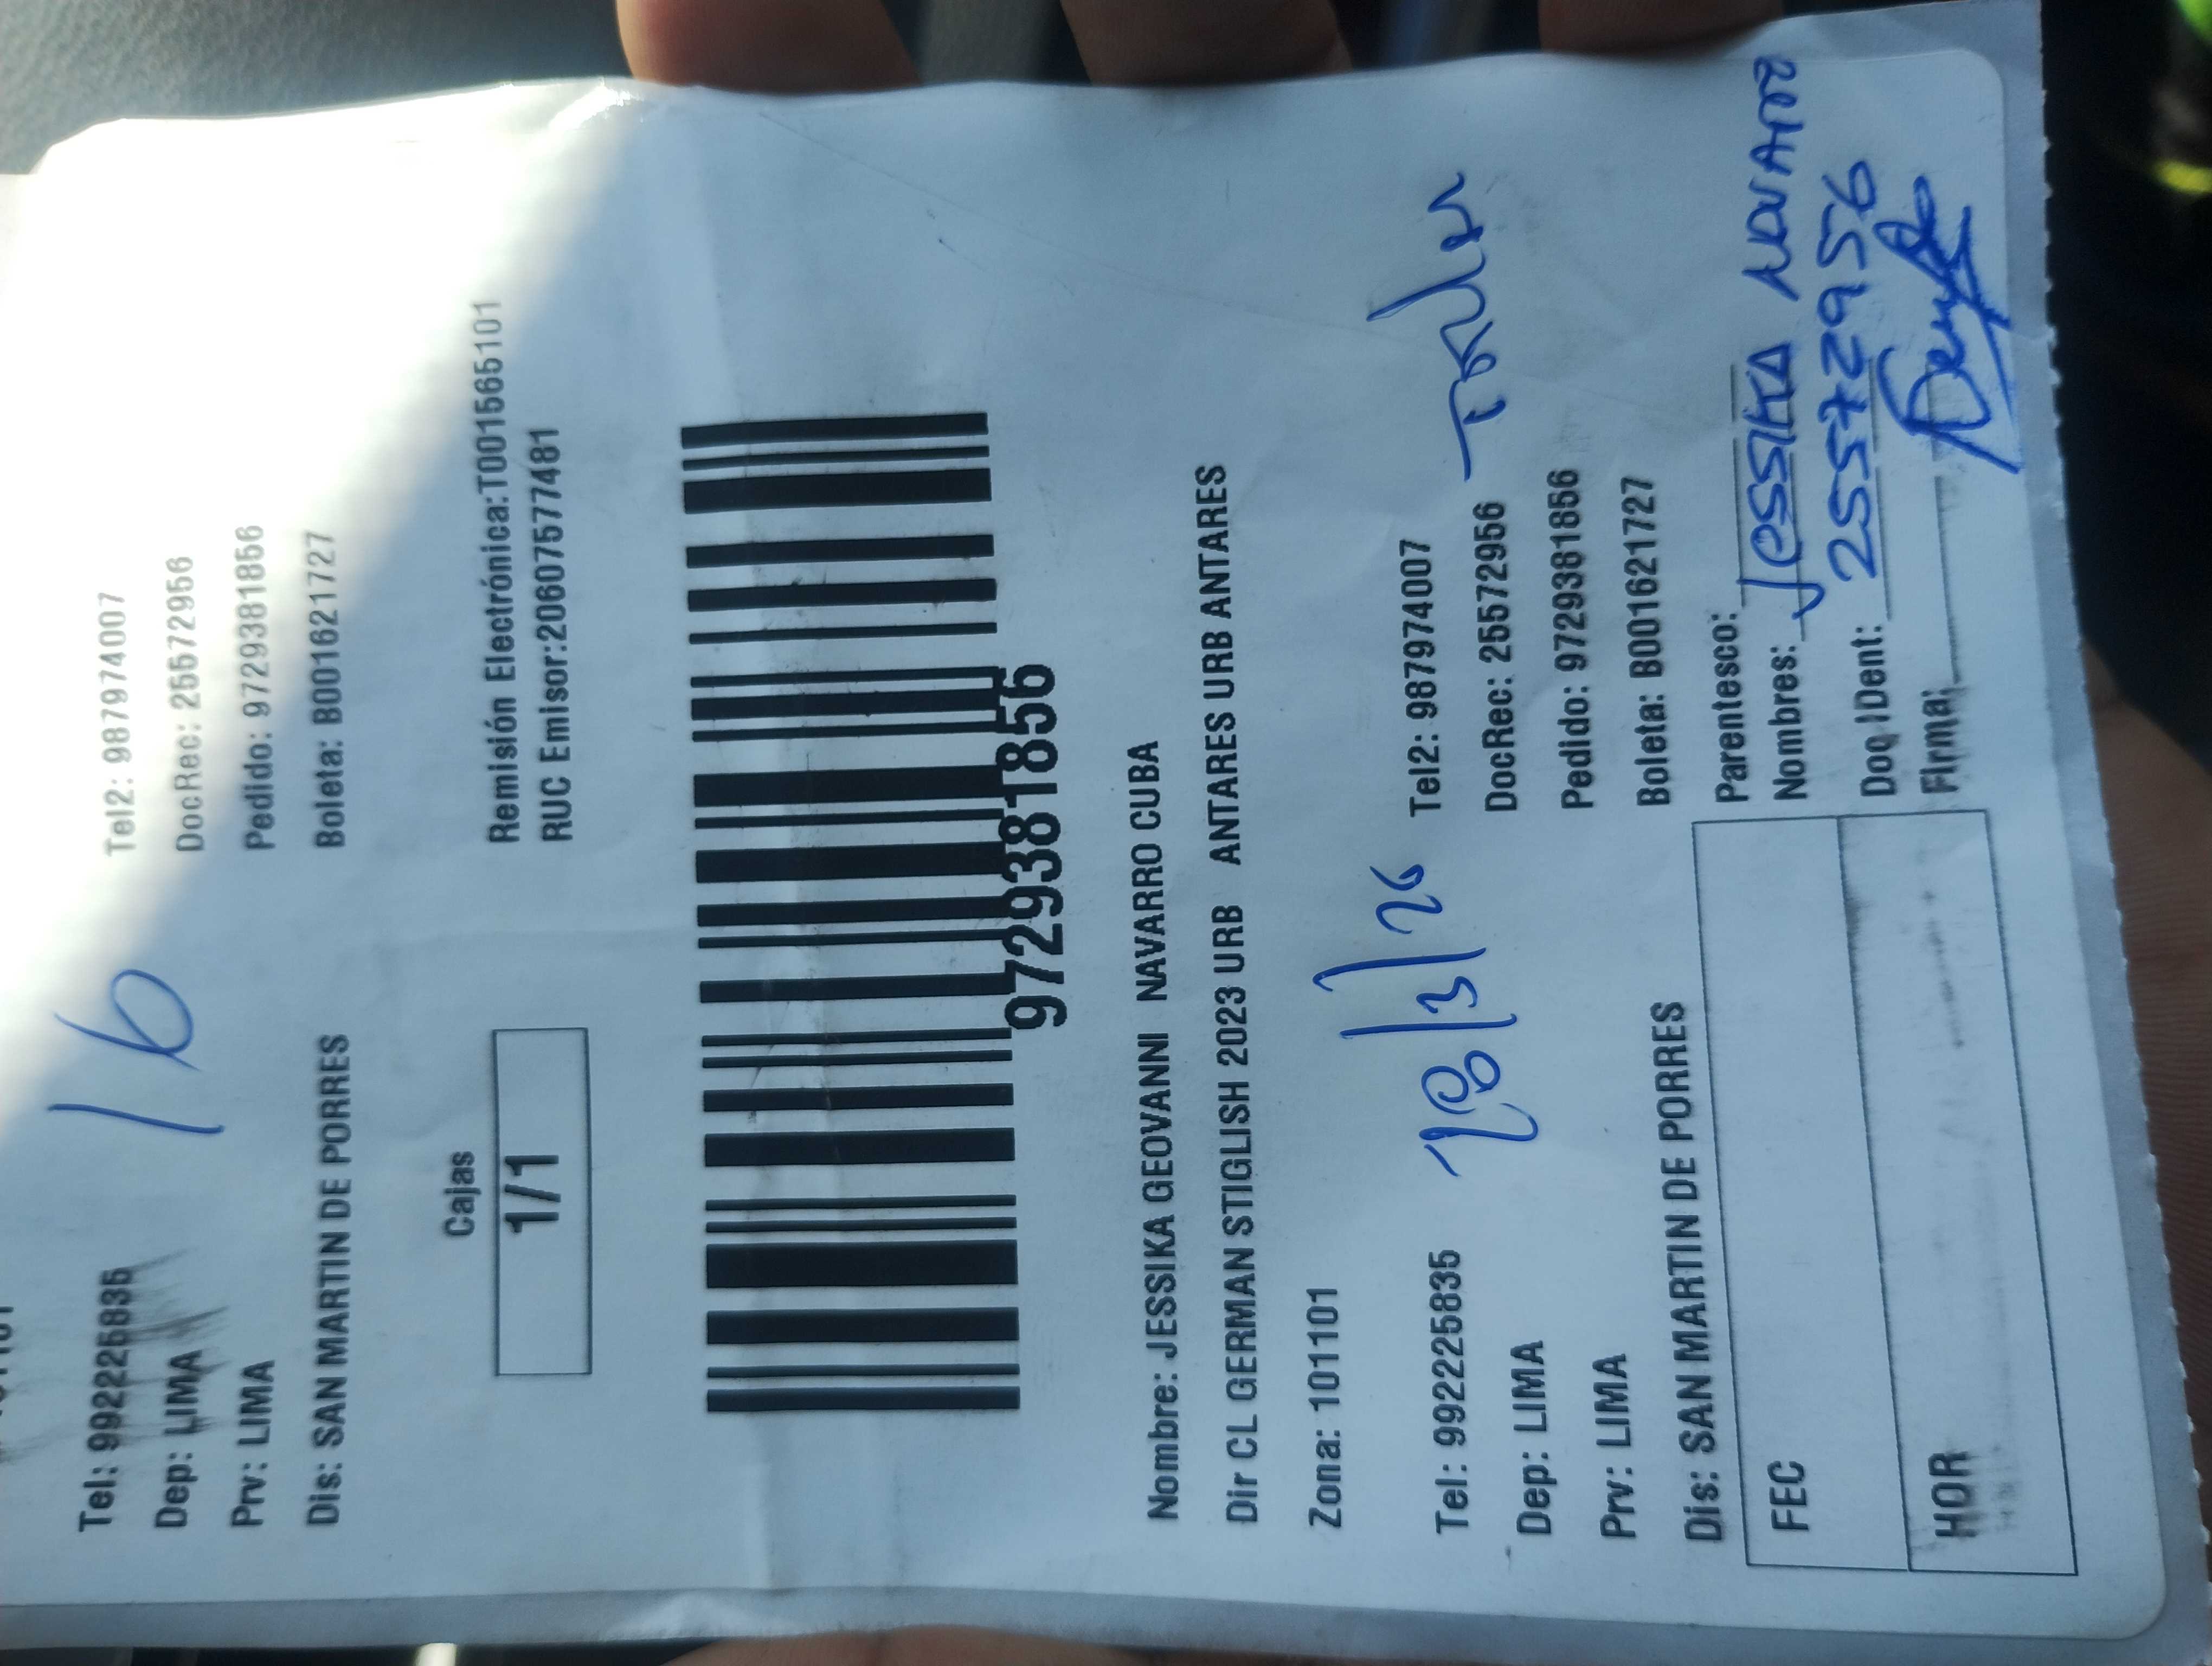 16
Tel: 992225835 Tel2: 987974007
Dep: LIMA DocRec: 25572956
Prv: LIMA Pedido: 9729381856
Dis: SAN MARTIN DE PORRES Boleta: B001621727
Cajas
1/1
Remisión Electrónica:T001565101
RUC Emisor:20607577481
9729381856
Nombre: JESSIKA GEOVANNI NAVARRO CUBA
Dir CL GERMAN STIGLISH 2023 URB ANTARES URB ANTARES
Zona: 101101
Tel: 992225835 Tel2: 987974007
Dep: LIMA DocRec: 25572956
Prv: LIMA Pedido: 9729381856
Dis: SAN MARTIN DE PORRES Boleta: B001621727
FEC
HOR
Parentesco:
Nombres: JESSIKA
Doq IDent: 25572956
Firma: